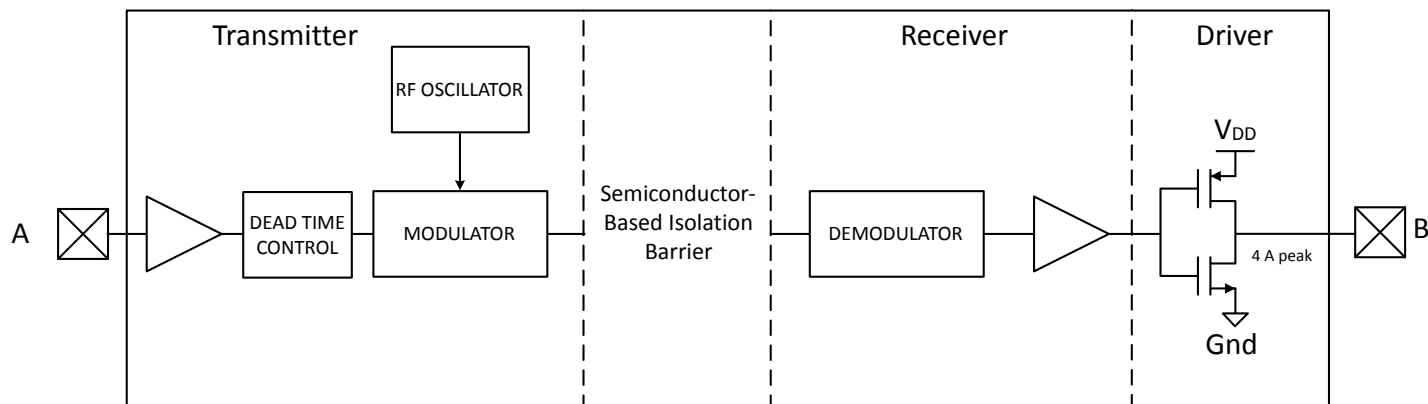 Transmitter
Receiver
Driver
RF OSCILLATOR
VDD
A
DEAD TIME
CONTROL
MODULATOR
Semiconductor-
Based Isolation
Barrier
DEMODULATOR
4 A peak
B
Gnd